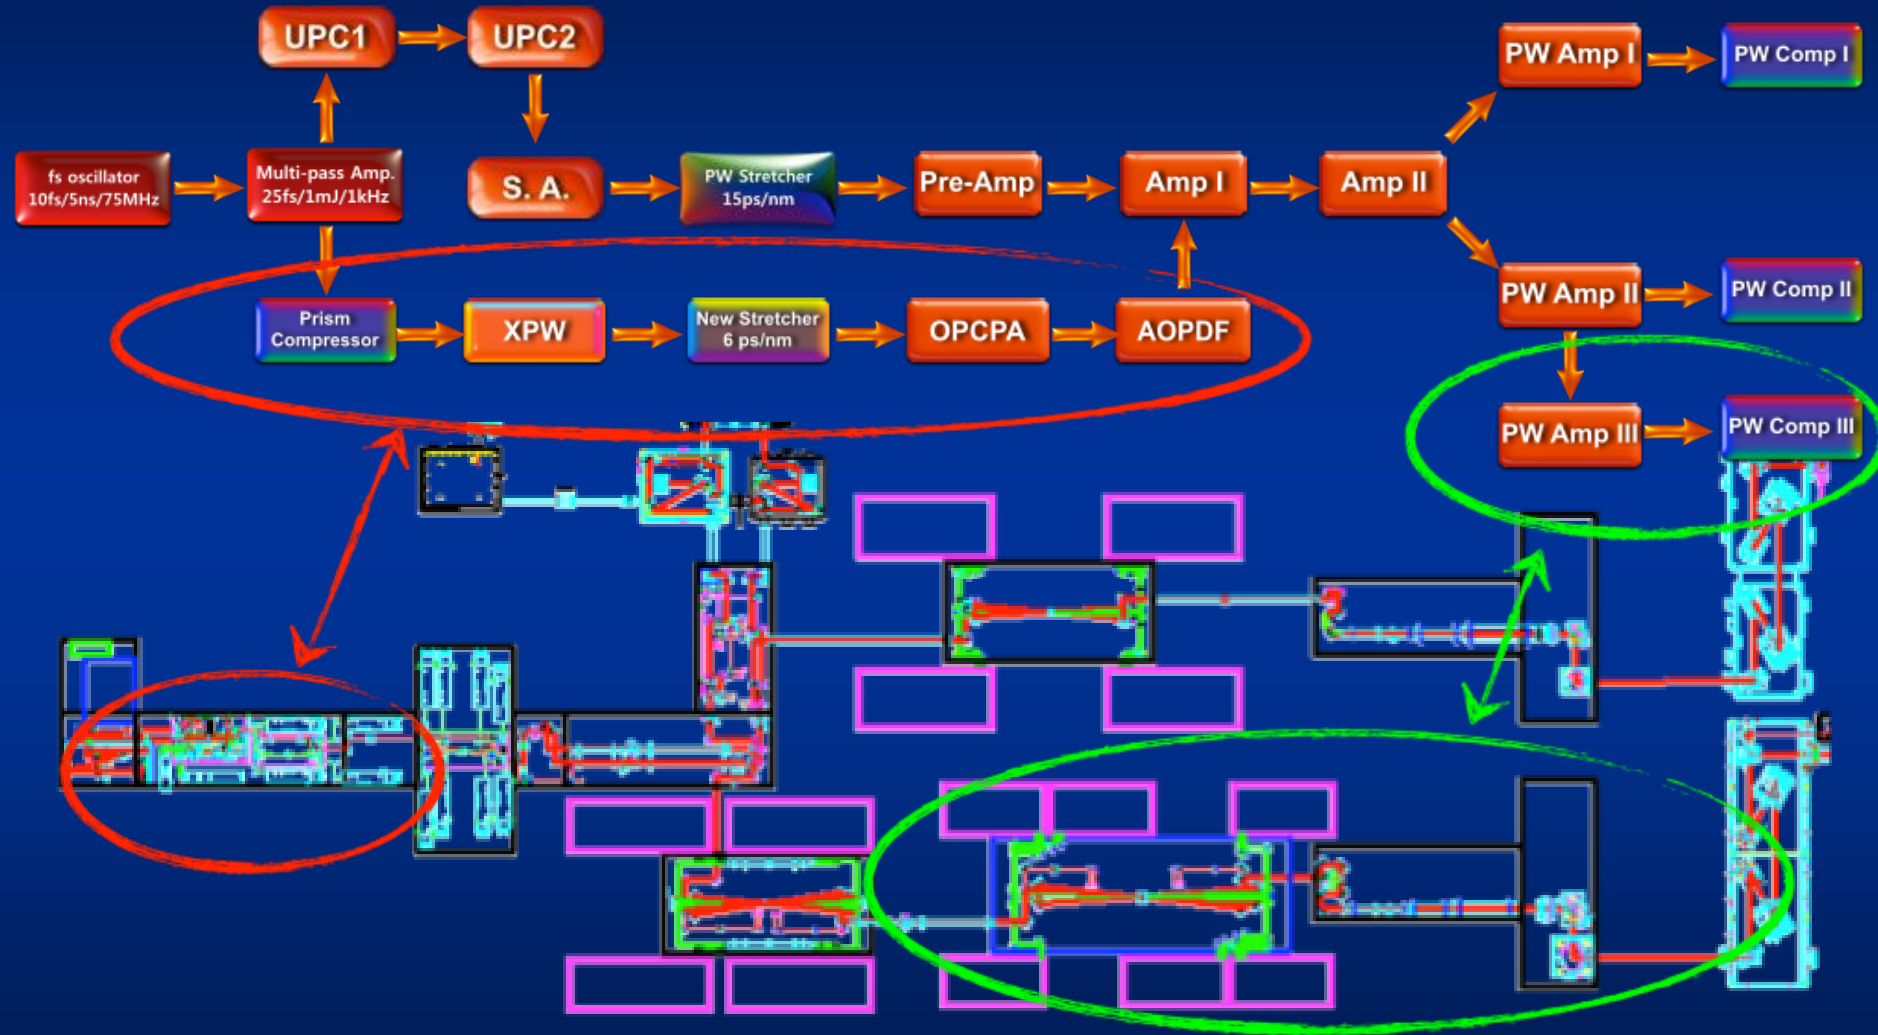 UPC1
UPC2
PW Amp I
PW Comp I
fs oscillator
10fs/5ns/75MHz
Multi-pass Amp.
25fs/1mJ/1kHz
S. A.
PW Stretcher
15ps/nm
Pre-Amp
Amp I
Amp II
PW Amp II
PW Comp II
Prism
Compressor
XPW
New Stretcher
6 ps/nm
OPCPA
AOPDF
PW Amp III
PW Comp III